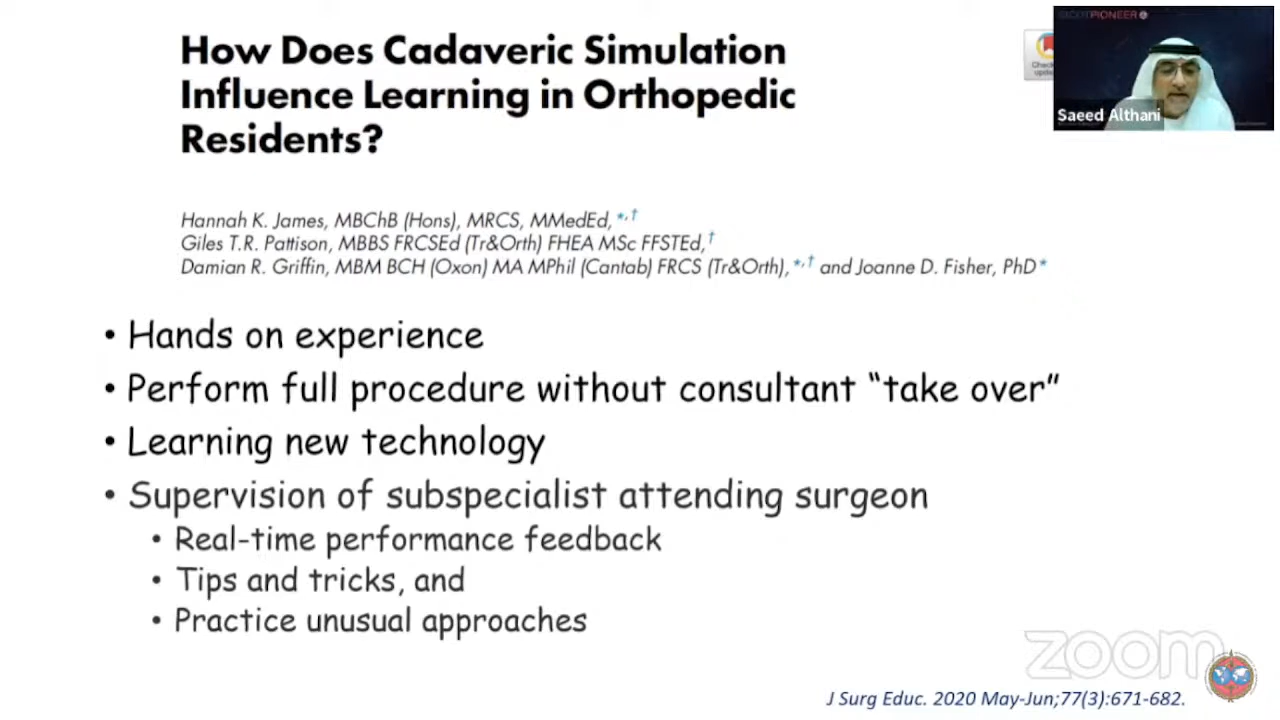 How Does Cadaveric Simulation
Influence Learning in Orthopedic
Residents?
Hannah K. James, MBChB (Hons), MRCS, MMedEd,*,†
Giles T.R. Pattison, MBBS FRCSEd (Tr&Orth) FHEA MSc FFSTEd,†
Damian R. Griffin, MBM BCH (Oxon) MA MPhil (Cantab) FRCS (Tr&Orth),*,† and Joanne D. Fisher, PhD*
• Hands on experience
• Perform full procedure without consultant “take over”
• Learning new technology
• Supervision of subspecialist attending surgeon
• Real-time performance feedback
• Tips and tricks, and
• Practice unusual approaches
J Surg Educ. 2020 May-Jun;77(3):671-682.
zoom
Saeed Althani
PIONEER